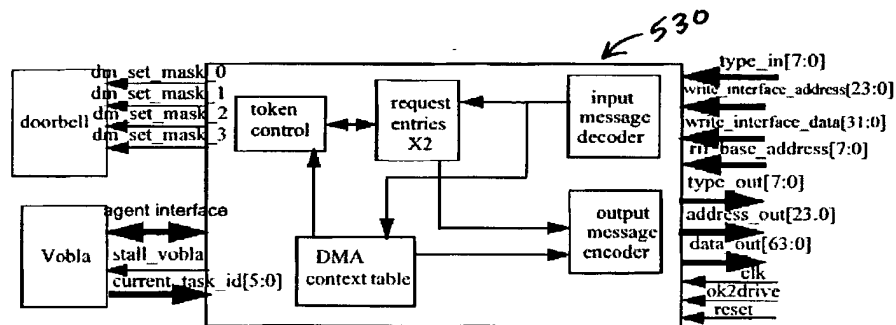 530
dm_set_mask_0
dm_set_mask_1
dm_set_mask_2
dm_set_mask_3
doorbell
token
control
request
entries
X2
input
message
decoder
type_in[7:0]
write_interface_address[23:0]
write_interface_data[31:0]
rif_base_address[7:0]
type_out[7:0]
address_out[23:0]
data_out[63:0]
clk
ok2drive
reset
agent interface
Vobla
stall_vobla
current_task_id[5:0]
DMA
context table
output
message
encoder